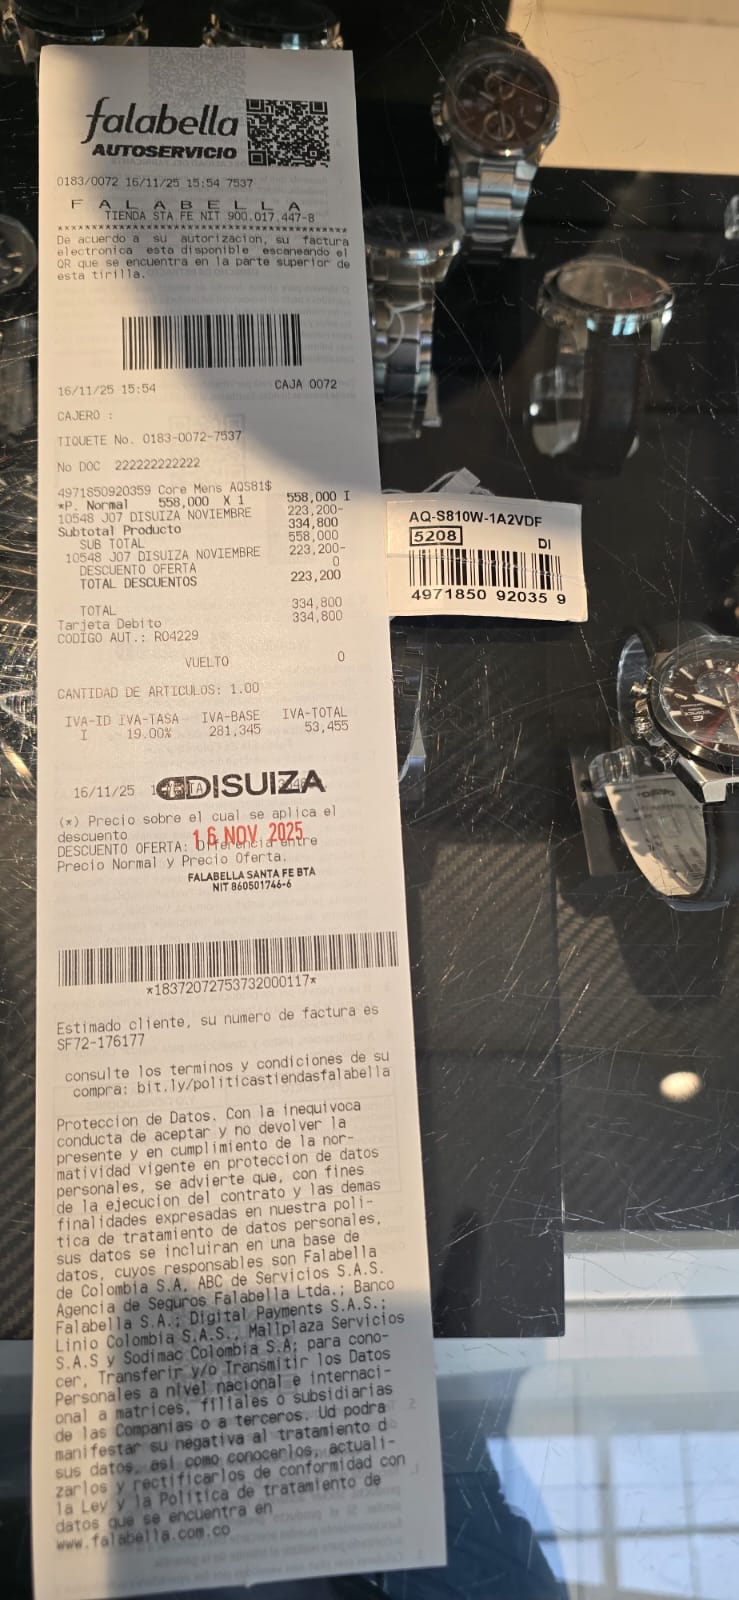 falabella
AUTOSERVICIO
0183/0072 16/11/25 15:54 7537
F A L A B E L L A
TIENDA STA FE NIT 900.017.447-8
******************************************
De acuerdo a su autorizacion, su factura
electronica esta disponible escaneando el
QR que se encuentra en la parte superior de
esta tirilla.
16/11/25 15:54 CAJA 0072
CAJERO :
TIQUETE No. 0183-0072-7537
No DOC 222222222222
4971850920359 Core Mens AQS81$
*P. Normal 558,000 X 1 558,000 I
10548 J07 DISUIZA NOVIEMBRE 223,200-
Subtotal Producto 334,800
SUB TOTAL 558,000
10548 J07 DISUIZA NOVIEMBRE 223,200-
DESCUENTO OFERTA 0
TOTAL DESCUENTOS 223,200
TOTAL 334,800
Tarjeta Debito 334,800
CODIGO AUT.: R04229
VUELTO 0
CANTIDAD DE ARTICULOS: 1.00
IVA-ID IVA-TASA IVA-BASE IVA-TOTAL
I 19.00% 281,345 53,455
16/11/25
DISUIZA
(*) Precio sobre el cual se aplica el
descuento
16 NOV 2025
DESCUENTO OFERTA: Diferencia entre
Precio Normal y Precio Oferta.
FALABELLA SANTA FE BTA
NIT 860501746-6
*18372072753732000117*
Estimado cliente, su numero de factura es
SF72-176177
consulte los terminos y condiciones de su
compra: bit.ly/politicastiendasfalabella
Proteccion de Datos. Con la inequivoca
conducta de aceptar y no devolver la
presente y en cumplimiento de la nor-
matividad vigente en proteccion de datos
personales, se advierte que, con fines
de la ejecucion del contrato y las demas
finalidades expresadas en nuestra poli-
tica de tratamiento de datos personales,
sus datos se incluiran en una base de
datos, cuyos responsables son Falabella
de Colombia S.A, ABC de Servicios S.A.S.
Agencia de Seguros Falabella Ltda.; Banco
Falabella S.A.; Digital Payments S.A.S.;
Linio Colombia S.A.S., Mallplaza Servicios
S.A.S y Sodimac Colombia S.A; para cono-
cer, Transferir y/o Transmitir los Datos
Personales a nivel nacional e internaci-
onal a matrices, filiales o subsidiarias
de las Companias o a terceros. Ud podra
manifestar su negativa al tratamiento d
sus datos, asi como conocerlos, actuali-
zarlos y rectificarlos de conformidad con
la Ley y la Politica de tratamiento de
datos que se encuentra en
www.falabella.com.co
AQ-S810W-1A2VDF
5208 DI
4971850 92035 9